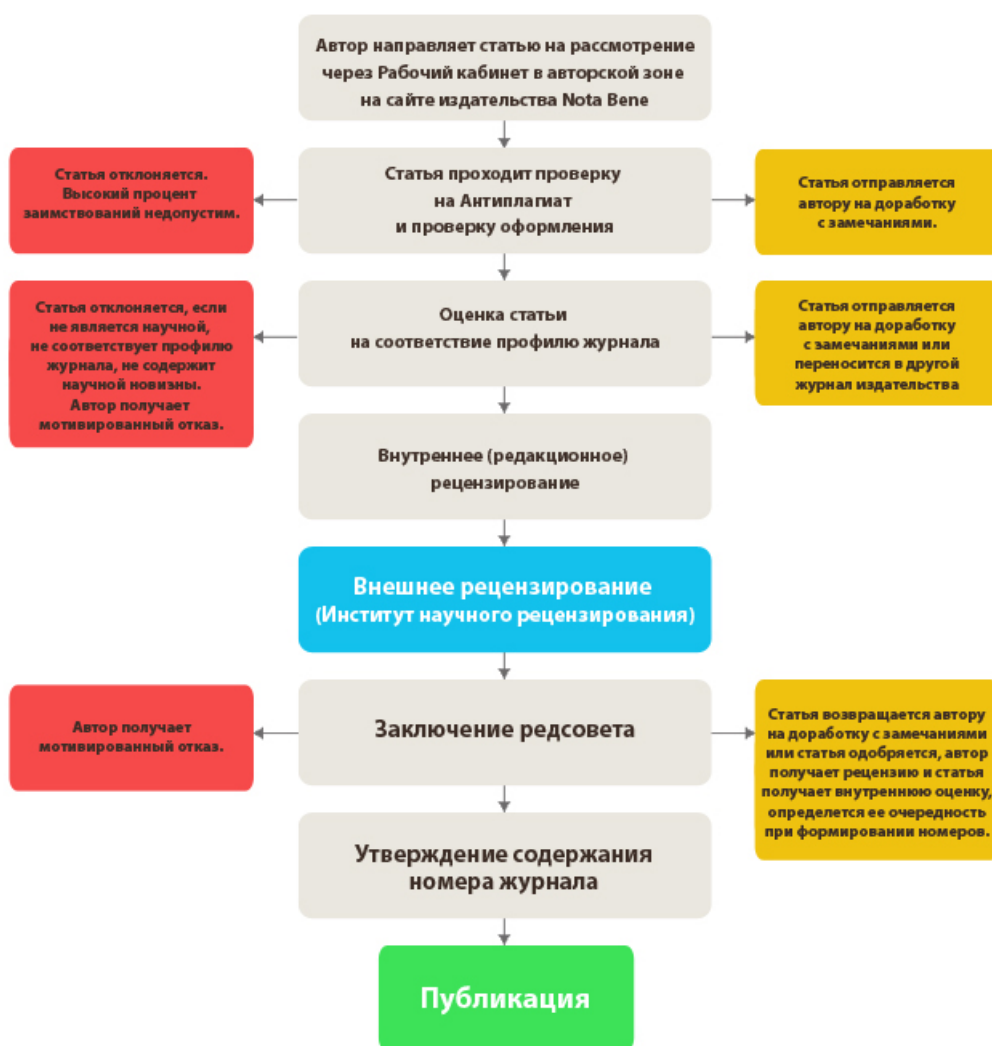 Автор направляет статью на рассмотрение
через Рабочий кабинет в авторской зоне
на сайте издательства Nota Bene
Статья отклоняется.
Высокий процент
заимствований недопустим.
Статья проходит проверку
на Антиплагиат
и проверку оформления
Статья отправляется
автору на доработку
с замечаниями.
Статья отклоняется, если
не является научной,
не соответствует профилю
журнала, не содержит
научной новизны.
Автор получает
мотивированный отказ.
Оценка статьи
на соответствие профилю журнала
Статья отправляется
автору на доработку
с замечаниями или
переносится в другой
журнал издательства
Внутреннее (редакционное)
рецензирование
Внешнее рецензирование
(Институт научного рецензирования)
Автор получает
мотивированный отказ.
Заключение редсовета
Статья возвращается автору
на доработку с замечаниями
или статья одобряется, автор
получает рецензию и статья
получает внутреннюю оценку,
определется ее очередность
при формировании номеров.
Утверждение содержания
номера журнала
Публикация